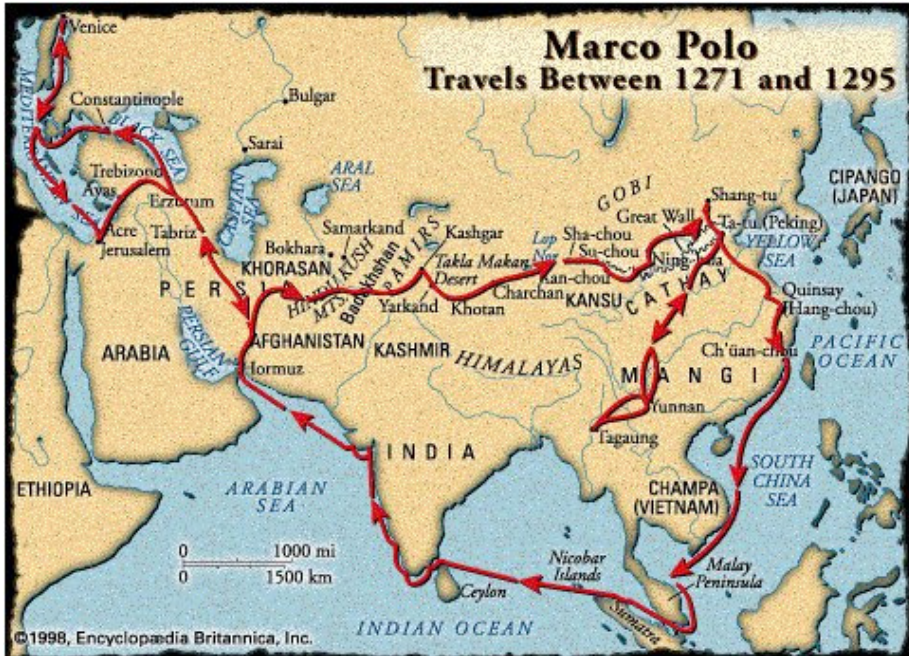 Marco Polo
Travels Between 1271 and 1295
Venice
MEDITERRANEAN SEA
Constantinople
BLACK SEA
Bulgar
Sarai
Trebizond
Ayas
Erzurum
CASPIAN SEA
ARAL SEA
Acre
Jerusalem
Tabriz
Bokhara
Samarkand
KHORASAN
PERSIA
HINDU KUSH MTS.
Badakhshan
PAMIRS
Kashgar
Takla Makan
Desert
Yarkand
Khotan
Charchan
Lop
Nor
Sha-chou
Su-chou
Kan-chou
KANSU
GOBI
Great Wall
Shang-tu
Ta-tu (Peking)
CATHAY
YELLOW
SEA
CIPANGO
(JAPAN)
Quinsay
(Hang-chou)
PACIFIC
OCEAN
ARABIA
PERSIAN
GULF
AFGHANISTAN
Hormuz
KASHMIR
HIMALAYAS
Ch'üan-chou
MANGI
Yunnan
Tagaung
INDIA
ETHIOPIA
ARABIAN
SEA
CHAMPA
(VIETNAM)
SOUTH
CHINA
SEA
0 1000 mi
0 1500 km
Nicobar
Islands
Malay
Peninsula
Ceylon
Sumatra
INDIAN OCEAN
©1998, Encyclopædia Britannica, Inc.